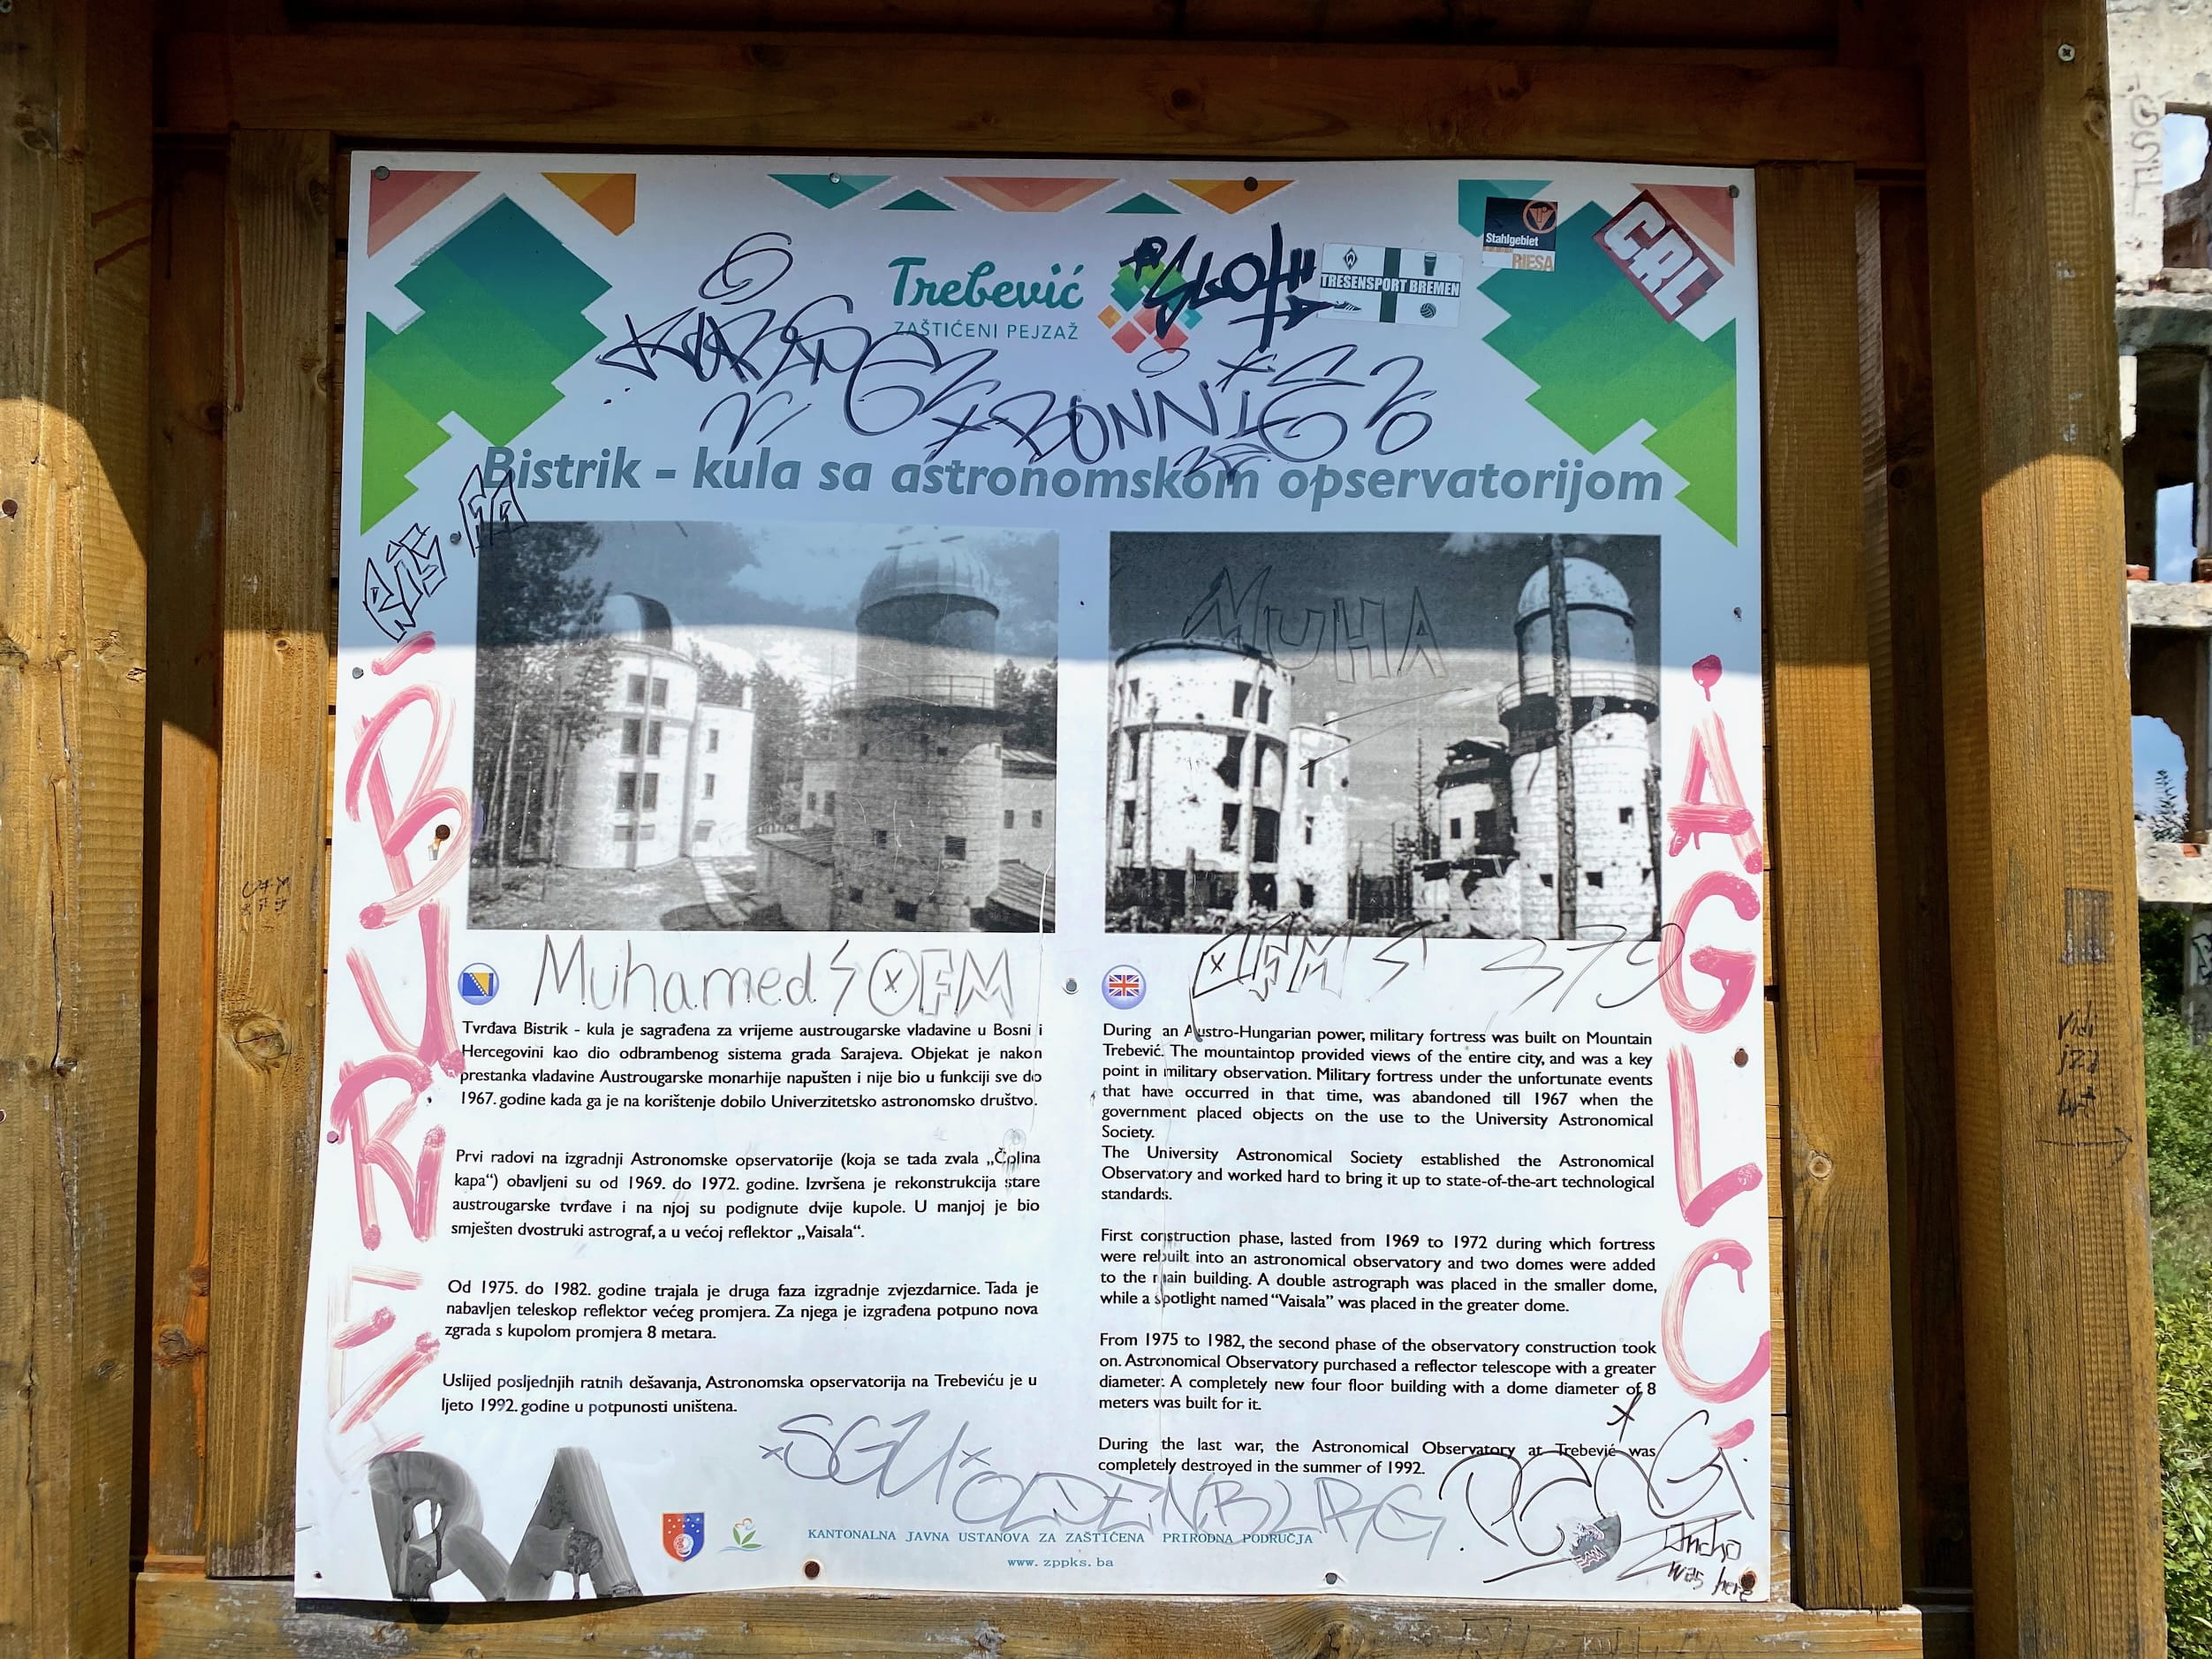 Trebević
ZAŠTIĆENI PEJZAŽ
TRESENSPORT BREMEN
Stahlgebiet
RIESA
CRL
BONNIE
Bistrik - kula sa astronomskom opservatorijom
MUHA
Muhamed OFM
OFM 379
Tvrđava Bistrik - kula je sagrađena za vrijeme austrougarske vladavine u Bosni i
Hercegovini kao dio odbrambenog sistema grada Sarajeva. Objekat je nakon
prestanka vladavine Austrougarske monarhije napušten i nije bio u funkciji sve do
1967. godine kada ga je na korištenje dobilo Univerzitetsko astronomsko društvo.
Prvi radovi na izgradnji Astronomske opservatorije (koja se tada zvala „Čolina
kapa“) obavljeni su od 1969. do 1972. godine. Izvršena je rekonstrukcija stare
austrougarske tvrđave i na njoj su podignute dvije kupole. U manjoj je bio
smješten dvostruki astrograf, a u većoj reflektor „Vaisala“.
Od 1975. do 1982. godine trajala je druga faza izgradnje zvjezdarnice. Tada je
nabavljen teleskop reflektor većeg promjera. Za njega je izgrađena potpuno nova
zgrada s kupolom promjera 8 metara.
Uslijed posljednjih ratnih dešavanja, Astronomska opservatorija na Trebeviću je u
ljeto 1992. godine u potpunosti uništena.
During an Austro-Hungarian power, military fortress was built on Mountain
Trebević. The mountaintop provided views of the entire city, and was a key
point in military observation. Military fortress under the unfortunate events
that have occurred in that time, was abandoned till 1967 when the
government placed objects on the use to the University Astronomical
Society.
The University Astronomical Society established the Astronomical
Observatory and worked hard to bring it up to state-of-the-art technological
standards.
First construction phase, lasted from 1969 to 1972 during which fortress
were rebuilt into an astronomical observatory and two domes were added
to the main building. A double astrograph was placed in the smaller dome,
while a spotlight named “Vaisala” was placed in the greater dome.
From 1975 to 1982, the second phase of the observatory construction took
on. Astronomical Observatory purchased a reflector telescope with a greater
diameter. A completely new four floor building with a dome diameter of 8
meters was built for it.
During the last war, the Astronomical Observatory at Trebević was
completely destroyed in the summer of 1992.
SGU
OLDENBURG
BURE
AGLC
RA
KANTONALNA JAVNA USTANOVA ZA ZAŠTIĆENA PRIRODNA PODRUČJA
www.zppks.ba
was here